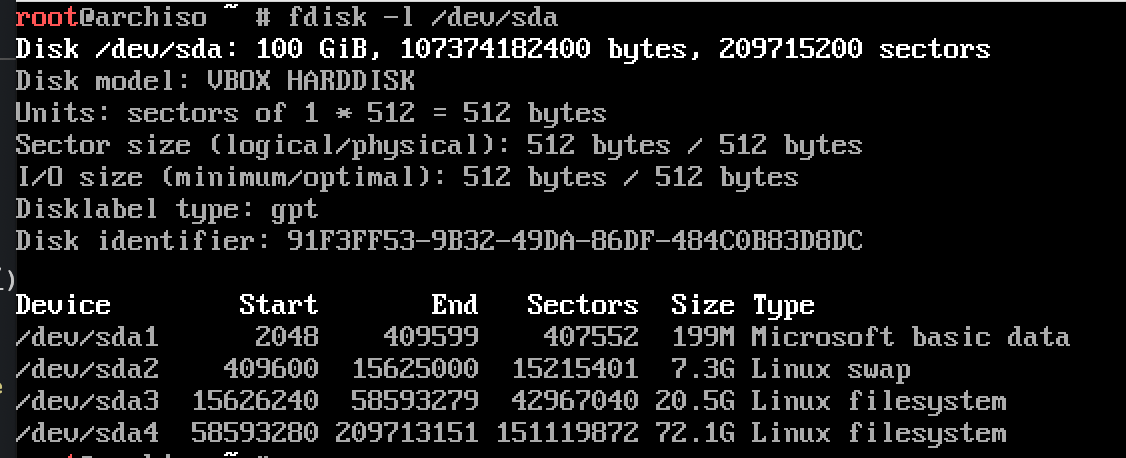 root@archiso ~ # fdisk -l /dev/sda
Disk /dev/sda: 100 GiB, 107374182400 bytes, 209715200 sectors
Disk model: VBOX HARDDISK
Units: sectors of 1 * 512 = 512 bytes
Sector size (logical/physical): 512 bytes / 512 bytes
I/O size (minimum/optimal): 512 bytes / 512 bytes
Disklabel type: gpt
Disk identifier: 91F3FF53-9B32-49DA-86DF-484C0B83D8DC
Device Start End Sectors Size Type
/dev/sda1 2048 409599 407552 199M Microsoft basic data
/dev/sda2 409600 15625000 15215401 7.3G Linux swap
/dev/sda3 15626240 58593279 42967040 20.5G Linux filesystem
/dev/sda4 58593280 209713151 151119872 72.1G Linux filesystem